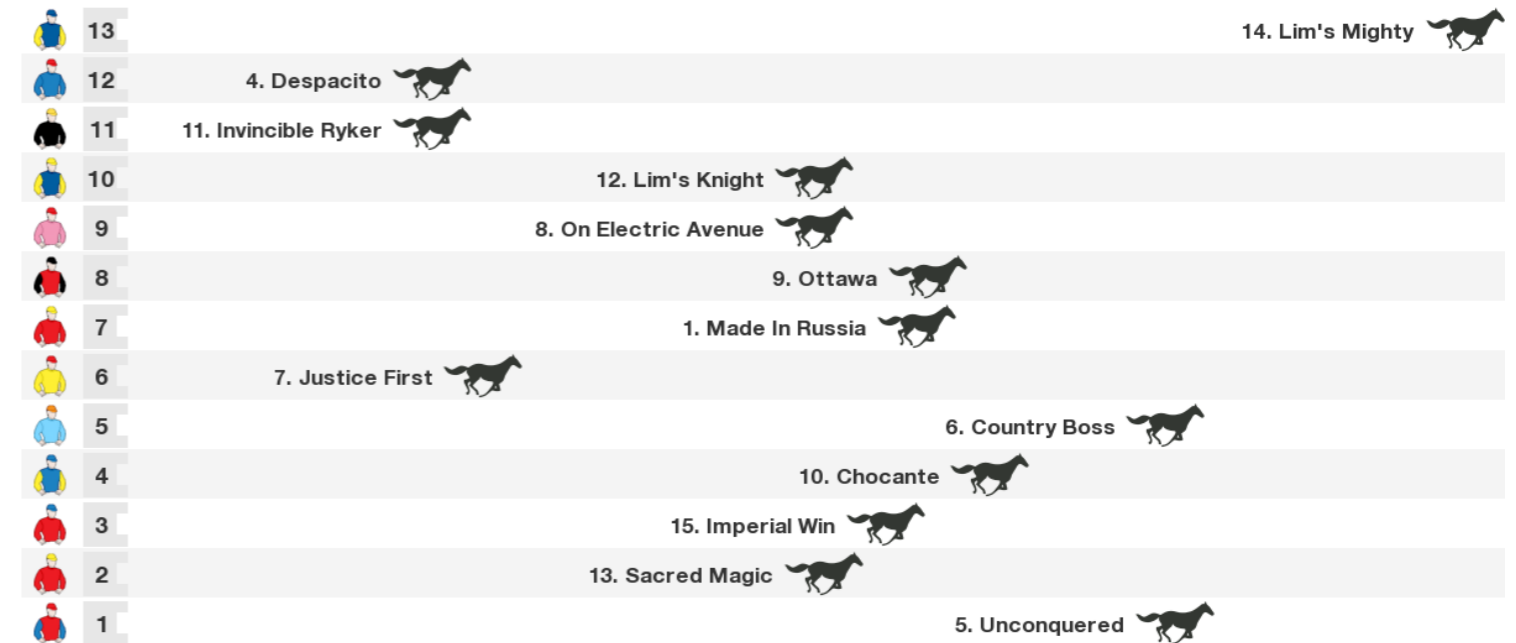 13 14. Lim's Mighty
12 4. Despacito
11 11. Invincible Ryker
10 12. Lim's Knight
9 8. On Electric Avenue
8 9. Ottawa
7 1. Made In Russia
6 7. Justice First
5 6. Country Boss
4 10. Chocante
3 15. Imperial Win
2 13. Sacred Magic
1 5. Unconquered